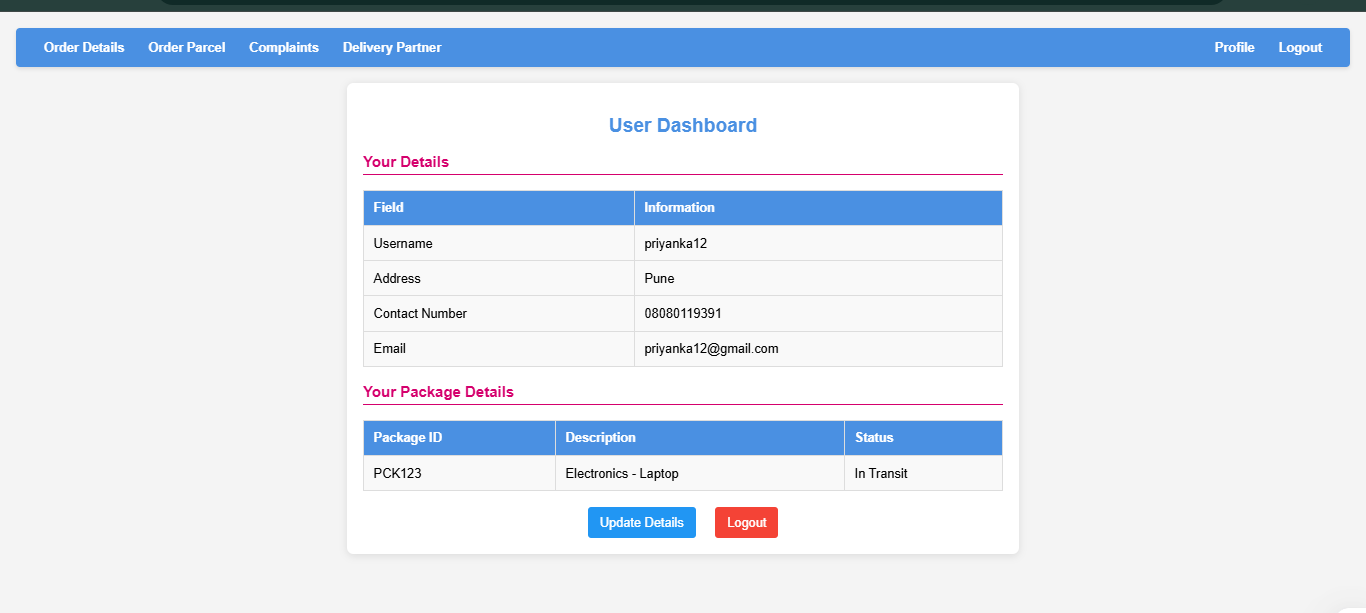 Order Details Order Parcel Complaints Delivery Partner Profile Logout
User Dashboard
Your Details
Field Information
Username priyanka12
Address Pune
Contact Number 08080119391
Email priyanka12@gmail.com
Your Package Details
Package ID Description Status
PCK123 Electronics - Laptop In Transit
Update Details Logout